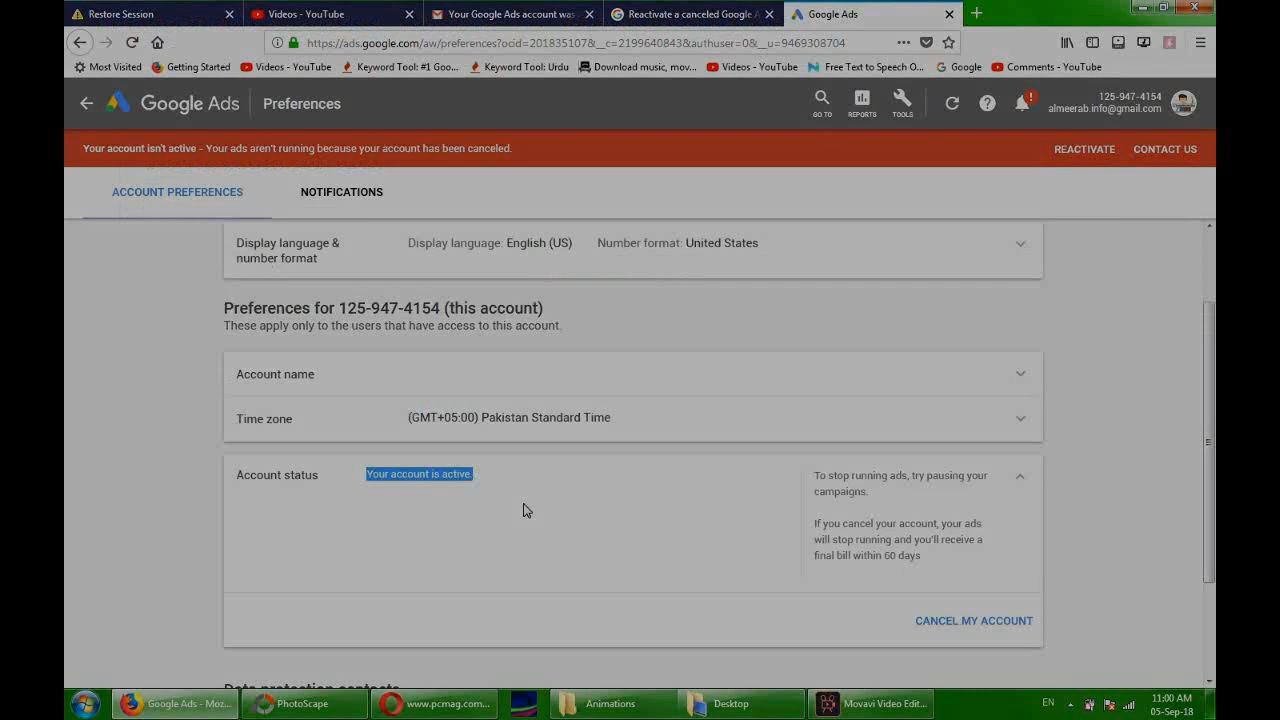 Restore Session
Videos - YouTube
Your Google Ads account was
Reactivate a canceled Google A
Google Ads
https://ads.google.com/aw/preferences?ocid=201835107&__c=2199640843&authuser=0&__u=9469308704
Most Visited
Getting Started
Videos - YouTube
Keyword Tool: #1 Goo...
Keyword Tool: Urdu
Download music, mov...
Videos - YouTube
Free Text to Speech O...
Google
Comments - YouTube
Google Ads
Preferences
GO TO
REPORTS
TOOLS
125-947-4154
almeerab.info@gmail.com
Your account isn't active - Your ads aren't running because your account has been canceled.
REACTIVATE
CONTACT US
ACCOUNT PREFERENCES
NOTIFICATIONS
Display language &
number format
Display language: English (US)
Number format: United States
Preferences for 125-947-4154 (this account)
These apply only to the users that have access to this account.
Account name
Time zone
(GMT+05:00) Pakistan Standard Time
Account status
Your account is active.
To stop running ads, try pausing your
campaigns.
If you cancel your account, your ads
will stop running and you'll receive a
final bill within 60 days
CANCEL MY ACCOUNT
Data protection contacts
Google Ads - Moz...
PhotoScape
www.pcmag.com...
Animations
Desktop
Movavi Video Edit...
EN
11:00 AM
05-Sep-18